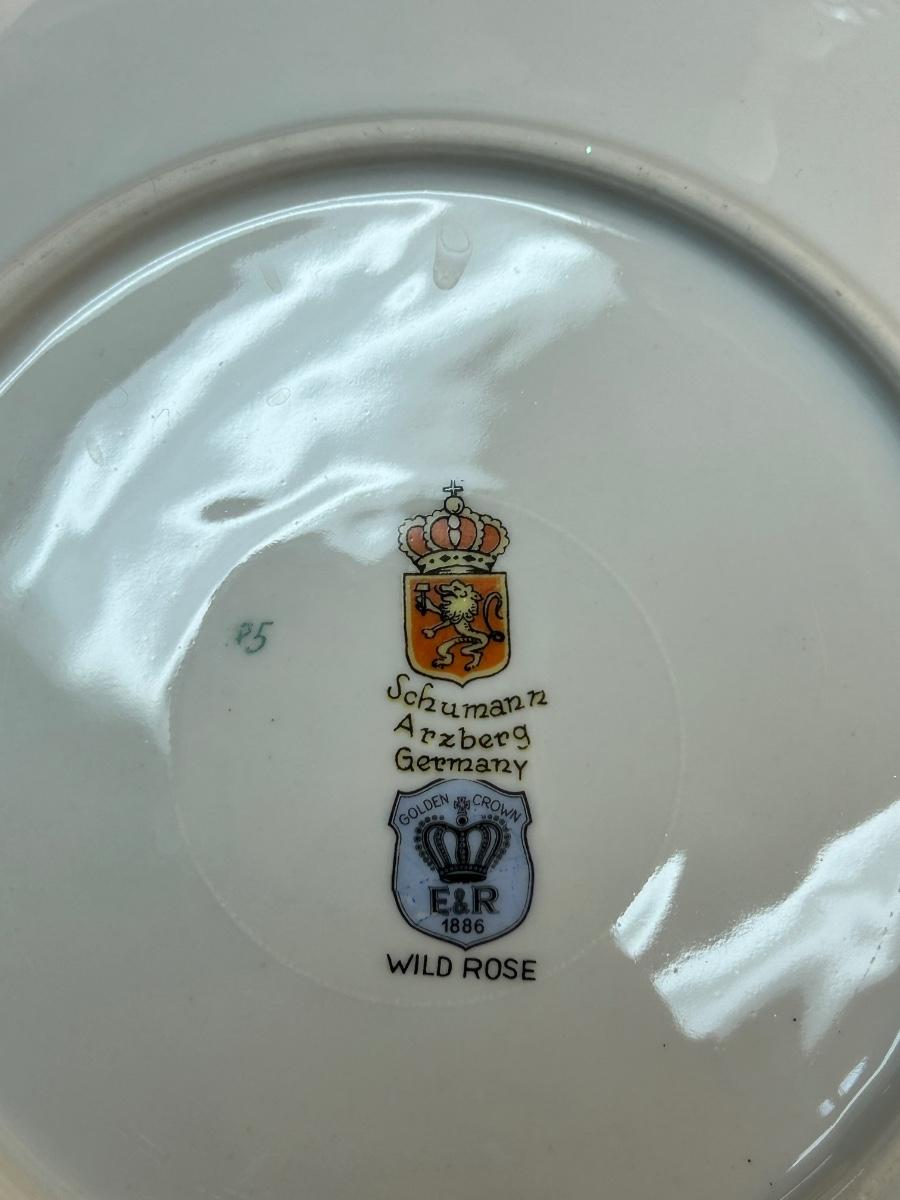 Schumann
Arzberg
Germany
GOLDEN CROWN
E&R
1886
WILD ROSE